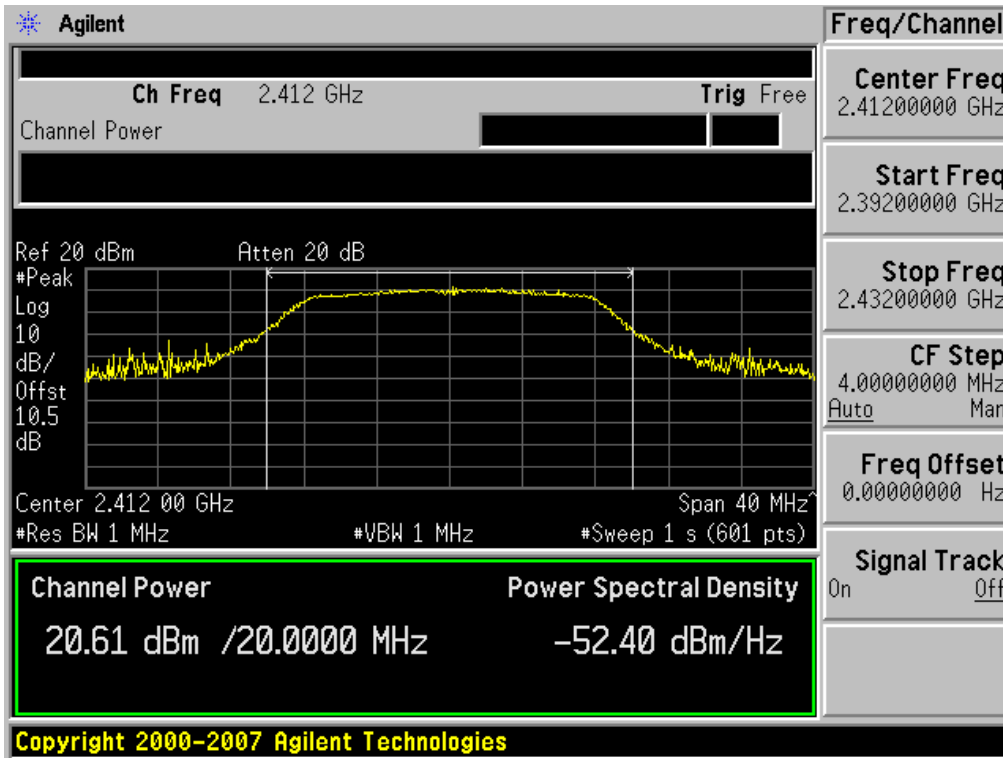 Agilent
Freq/Channel
Ch Freq 2.412 GHz Trig Free
Channel Power
Center Freq
2.41200000 GHz
Start Freq
2.39200000 GHz
Stop Freq
2.43200000 GHz
CF Step
4.00000000 MHz
Auto Man
Freq Offset
0.00000000 Hz
Signal Track
On Off
Ref 20 dBm Atten 20 dB
#Peak
Log
10
dB/
Offst
10.5
dB
Center 2.412 00 GHz Span 40 MHz^
#Res BW 1 MHz #VBW 1 MHz #Sweep 1 s (601 pts)
Channel Power Power Spectral Density
20.61 dBm /20.0000 MHz -52.40 dBm/Hz
Copyright 2000-2007 Agilent Technologies